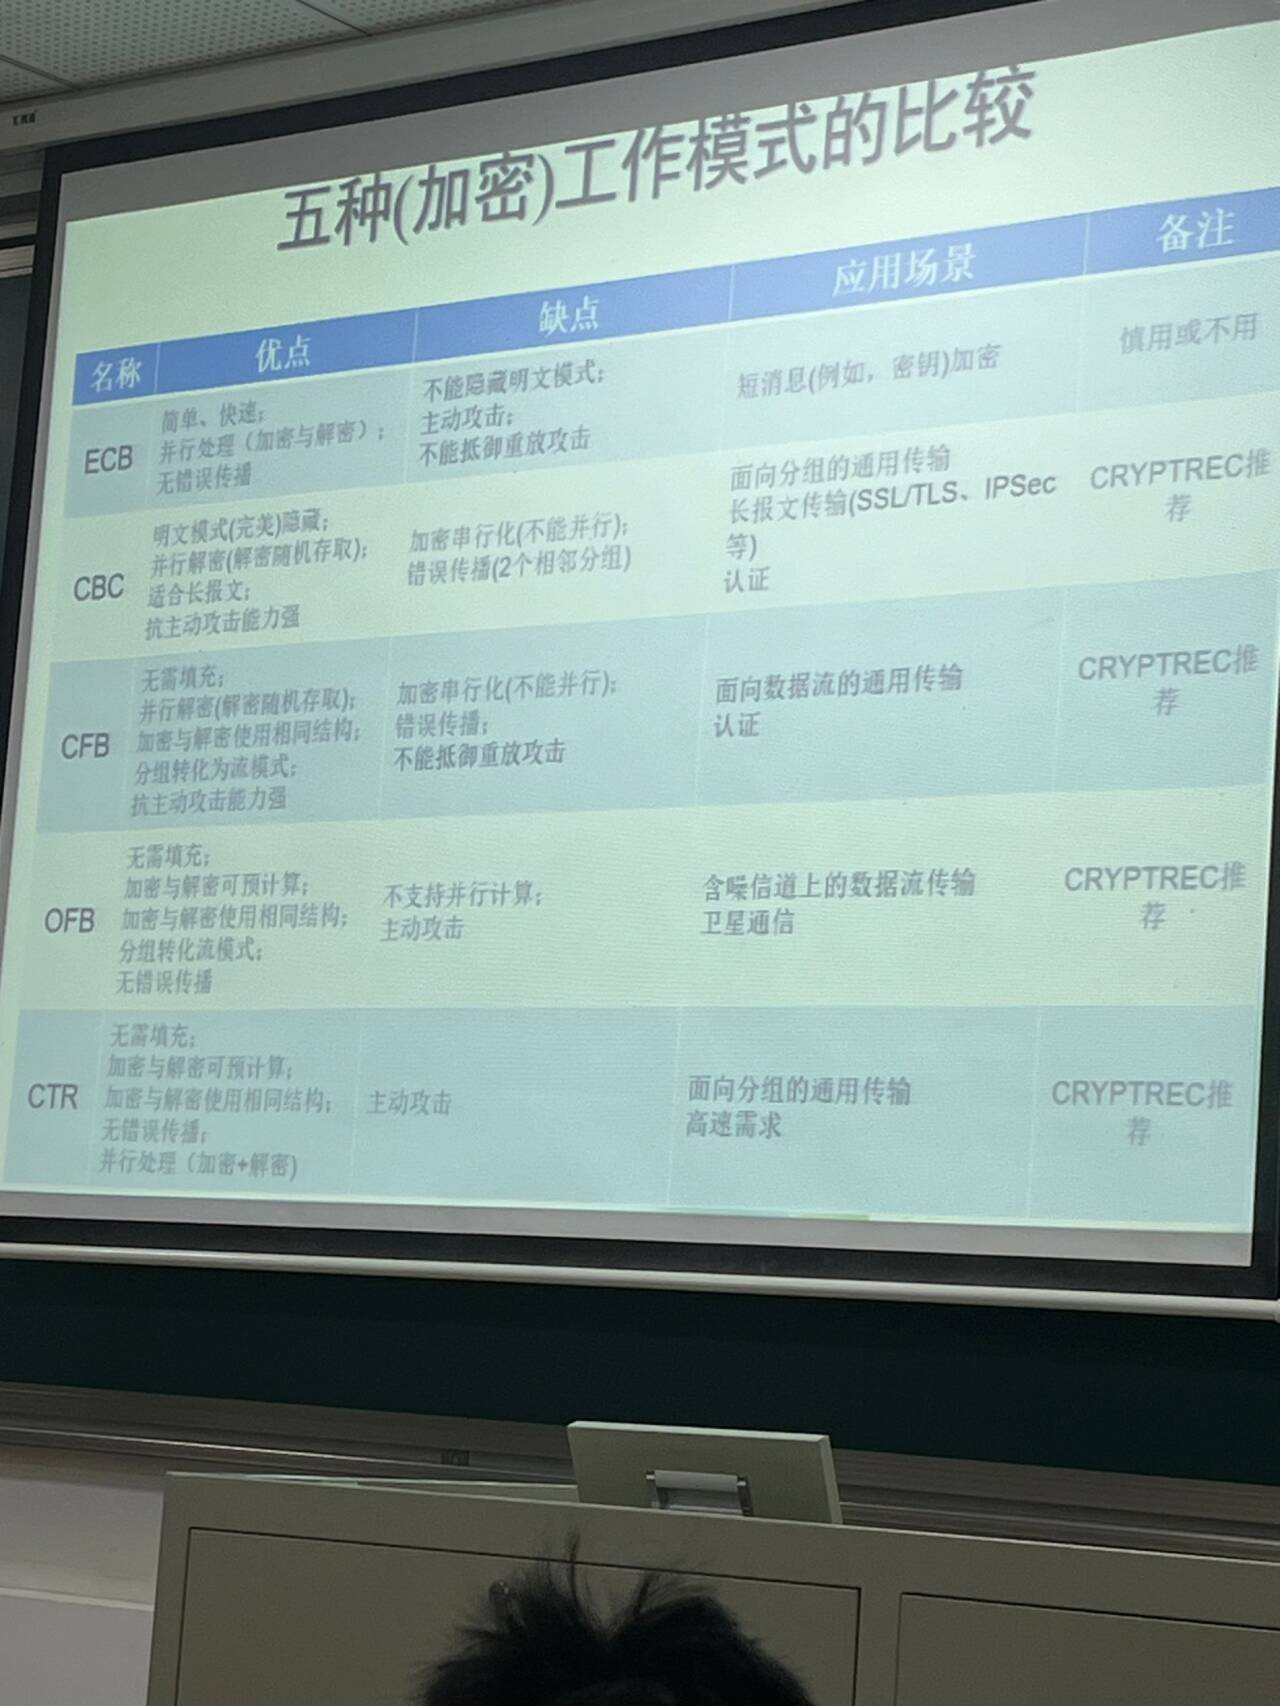 五种(加密)工作模式的比较
名称 优点 缺点 应用场景 备注
ECB
简单、快速;
并行处理（加密与解密）;
无错误传播
不能隐藏明文模式;
主动攻击;
不能抵御重放攻击
短消息(例如，密钥)加密
慎用或不用
CBC
明文模式(完美)隐藏;
并行解密(解密随机存取);
适合长报文;
抗主动攻击能力强
加密串行化(不能并行);
错误传播(2个相邻分组)
面向分组的通用传输
长报文传输(SSL/TLS、IPSec
等)
认证
CRYPTREC推
荐
CFB
无需填充;
并行解密(解密随机存取);
加密与解密使用相同结构;
分组转化为流模式;
抗主动攻击能力强
加密串行化(不能并行);
错误传播;
不能抵御重放攻击
面向数据流的通用传输
认证
CRYPTREC推
荐
OFB
无需填充;
加密与解密可预计算;
加密与解密使用相同结构;
分组转化流模式;
无错误传播
不支持并行计算;
主动攻击
含噪信道上的数据流传输
卫星通信
CRYPTREC推
荐
CTR
无需填充;
加密与解密可预计算;
加密与解密使用相同结构;
无错误传播;
并行处理（加密+解密)
主动攻击
面向分组的通用传输
高速需求
CRYPTREC推
荐